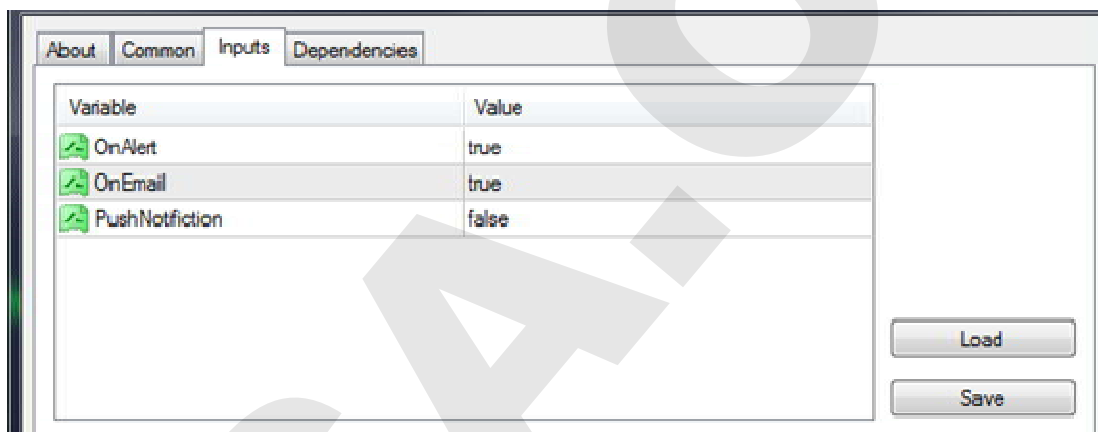 About Common Inputs Dependencies
Variable Value
OnAlert true
OnEmail true
PushNotfiction false
Load
Save